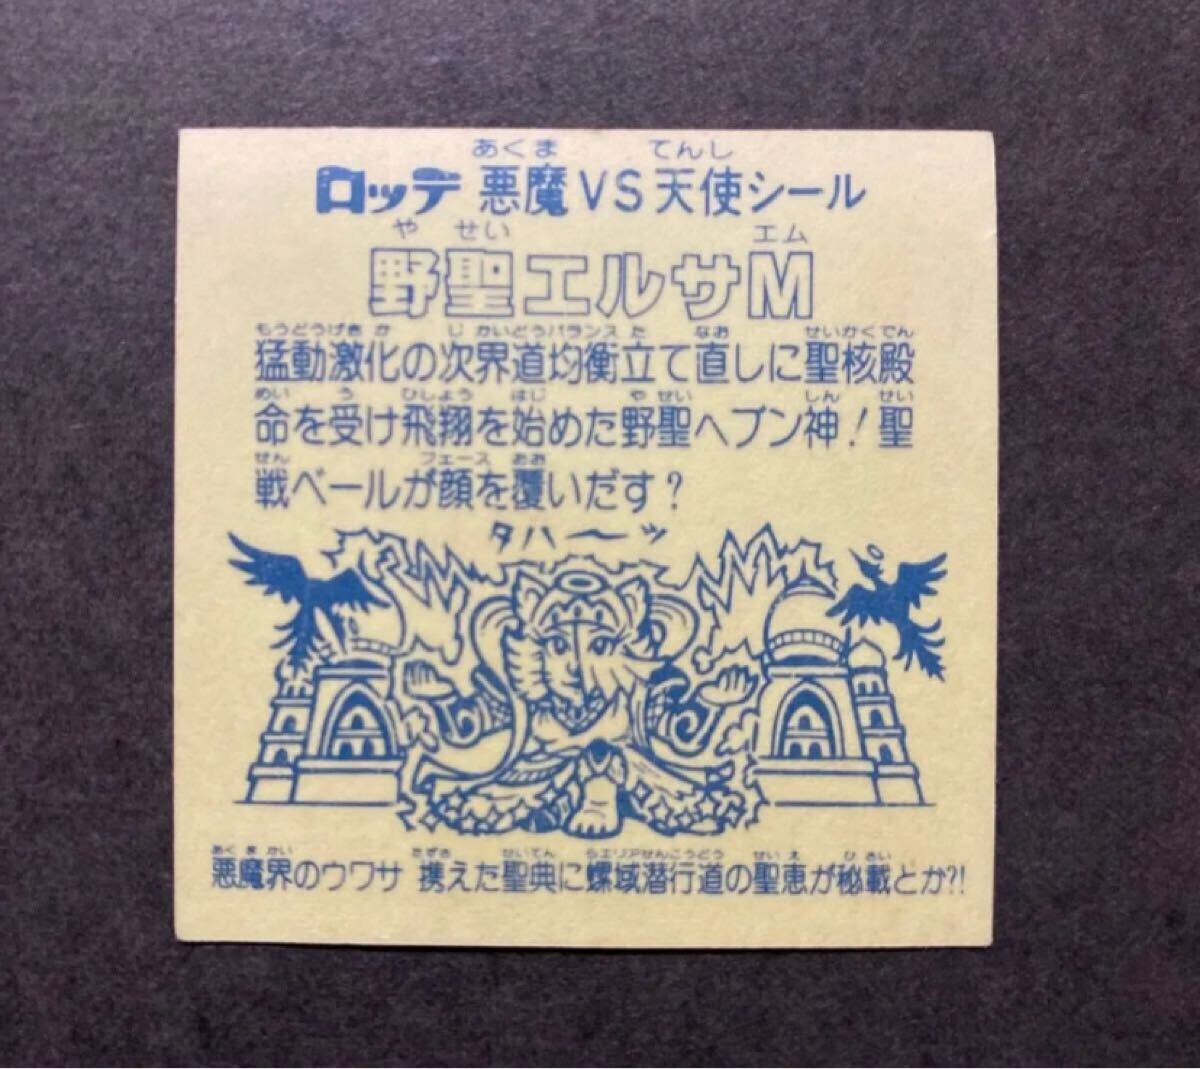 あくま てんし
ロッテ 悪魔VS天使シール
や せい エム
野聖エルサM
もうどうげき か じ かいどうバランス た なお せいかくでん
猛動激化の次界道均衡立て直しに聖核殿
めい う ひしょう はじ や せい しん せい
命を受け飛翔を始めた野聖ヘブン神！聖
せん フェース おお
戦ベールが顔を覆いだす？
タハ〜ッ
あく ま かい たずさ せいてん らエリアせんこうどう せい え ひ さい
悪魔界のウワサ 携えた聖典に螺域潜行道の聖恵が秘載とか?!